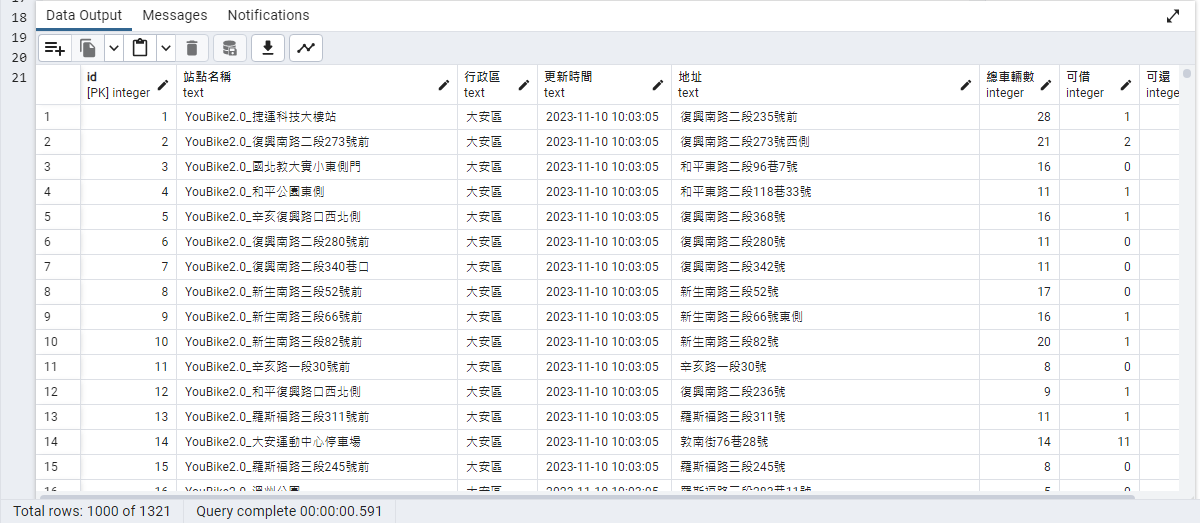 18
19
20
21
Data Output Messages Notifications
id 站點名稱 行政區 更新時間 地址 總車輛數 可借 可還
[PK] integer text text text text integer integer intege
1 1 YouBike2.0_捷運科技大樓站 大安區 2023-11-10 10:03:05 復興南路二段235號前 28 1
2 2 YouBike2.0_復興南路二段273號前 大安區 2023-11-10 10:03:05 復興南路二段273號西側 21 2
3 3 YouBike2.0_國北教大實小東側門 大安區 2023-11-10 10:03:05 和平東路二段96巷7號 16 0
4 4 YouBike2.0_和平公園東側 大安區 2023-11-10 10:03:05 和平東路二段118巷33號 11 1
5 5 YouBike2.0_辛亥復興路口西北側 大安區 2023-11-10 10:03:05 復興南路二段368號 16 1
6 6 YouBike2.0_復興南路二段280號前 大安區 2023-11-10 10:03:05 復興南路二段280號 11 0
7 7 YouBike2.0_復興南路二段340巷口 大安區 2023-11-10 10:03:05 復興南路二段342號 11 0
8 8 YouBike2.0_新生南路三段52號前 大安區 2023-11-10 10:03:05 新生南路三段52號 17 0
9 9 YouBike2.0_新生南路三段66號前 大安區 2023-11-10 10:03:05 新生南路三段66號東側 16 1
10 10 YouBike2.0_新生南路三段82號前 大安區 2023-11-10 10:03:05 新生南路三段82號 20 1
11 11 YouBike2.0_辛亥路一段30號前 大安區 2023-11-10 10:03:05 辛亥路一段30號 8 0
12 12 YouBike2.0_和平復興路口西北側 大安區 2023-11-10 10:03:05 復興南路二段236號 9 1
13 13 YouBike2.0_羅斯福路三段311號前 大安區 2023-11-10 10:03:05 羅斯福路三段311號 11 1
14 14 YouBike2.0_大安運動中心停車場 大安區 2023-11-10 10:03:05 敦南街76巷28號 14 11
15 15 YouBike2.0_羅斯福路三段245號前 大安區 2023-11-10 10:03:05 羅斯福路三段245號 8 0
16 16 YouBike2.0_溫州公園 大安區 2023-11-10 10:03:05 羅斯福路三段283巷11號 5 0
Total rows: 1000 of 1321 Query complete 00:00:00.591